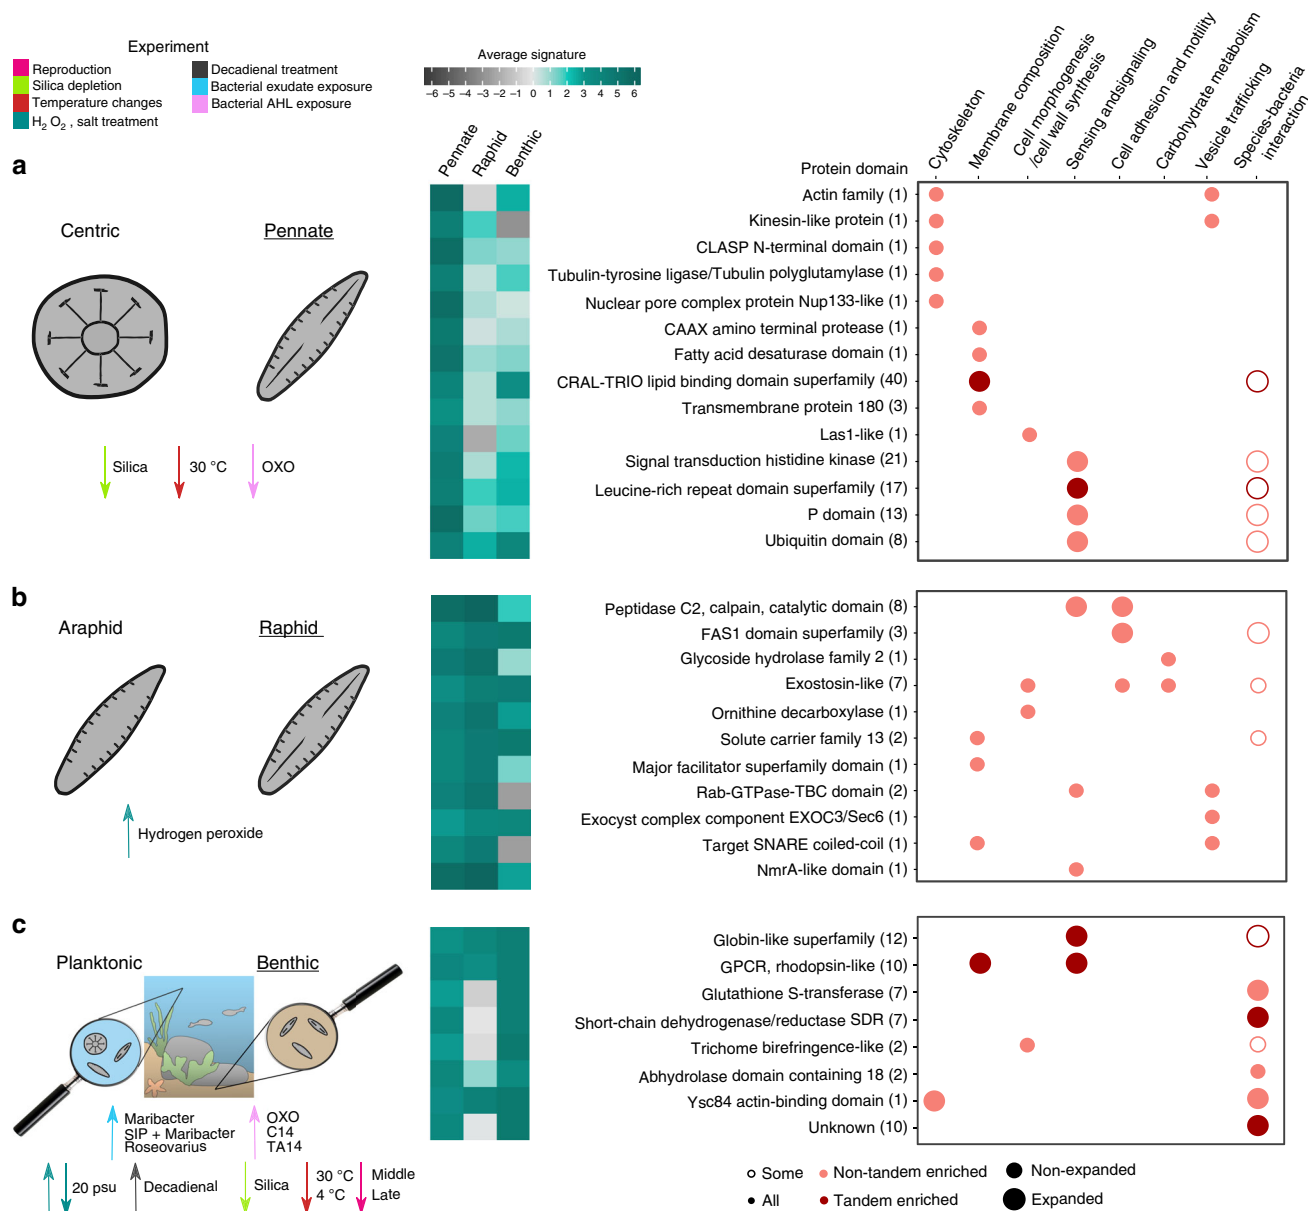 Experiment
Reproduction
Silica depletion
Temperature changes
H2 O2 , salt treatment
Decadienal treatment
Bacterial exudate exposure
Bacterial AHL exposure
Average signature
−6 −5 −4 −3 −2 −1 0 1 2 3 4 5 6
Pennate
Raphid
Benthic
Cytoskeleton
Membrane composition
Cell morphogenesis
/cell wall synthesis
Sensing andsignaling
Cell adhesion and motility
Carbohydrate metabolism
Vesicle trafficking
Species-bacteria
interaction
Protein domain
a
Centric
Pennate
Silica
30 °C
OXO
Actin family (1)
Kinesin-like protein (1)
CLASP N-terminal domain (1)
Tubulin-tyrosine ligase/Tubulin polyglutamylase (1)
Nuclear pore complex protein Nup133-like (1)
CAAX amino terminal protease (1)
Fatty acid desaturase domain (1)
CRAL-TRIO lipid binding domain superfamily (40)
Transmembrane protein 180 (3)
Las1-like (1)
Signal transduction histidine kinase (21)
Leucine-rich repeat domain superfamily (17)
P domain (13)
Ubiquitin domain (8)
b
Araphid
Raphid
Hydrogen peroxide
Peptidase C2, calpain, catalytic domain (8)
FAS1 domain superfamily (3)
Glycoside hydrolase family 2 (1)
Exostosin-like (7)
Ornithine decarboxylase (1)
Solute carrier family 13 (2)
Major facilitator superfamily domain (1)
Rab-GTPase-TBC domain (2)
Exocyst complex component EXOC3/Sec6 (1)
Target SNARE coiled-coil (1)
NmrA-like domain (1)
c
Planktonic
Benthic
Maribacter
SIP + Maribacter
Roseovarius
OXO
C14
TA14
20 psu
Decadienal
Silica
30 °C
4 °C
Middle
Late
Globin-like superfamily (12)
GPCR, rhodopsin-like (10)
Glutathione S-transferase (7)
Short-chain dehydrogenase/reductase SDR (7)
Trichome birefringence-like (2)
Abhydrolase domain containing 18 (2)
Ysc84 actin-binding domain (1)
Unknown (10)
Some
Non-tandem enriched
Non-expanded
All
Tandem enriched
Expanded